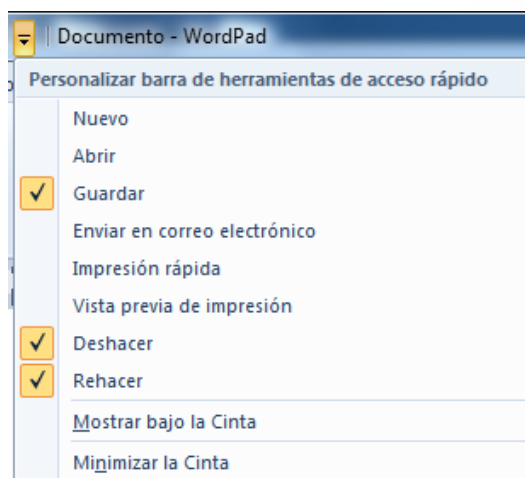 Documento - WordPad
Personalizar barra de herramientas de acceso rápido
Nuevo
Abrir
Guardar
Enviar en correo electrónico
Impresión rápida
Vista previa de impresión
Deshacer
Rehacer
Mostrar bajo la Cinta
Minimizar la Cinta